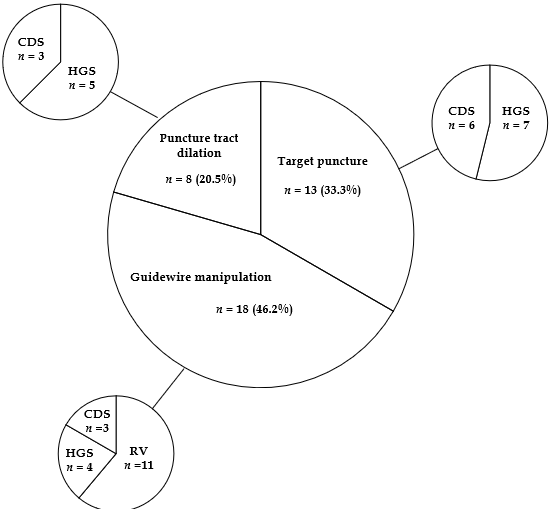 CDS
n = 3
HGS
n = 5
Puncture tract
dilation
n = 8 (20.5%)
Target puncture
n = 13 (33.3%)
CDS
n = 6
HGS
n = 7
Guidewire manipulation
n = 18 (46.2%)
CDS
n =3
HGS
n = 4
RV
n =11